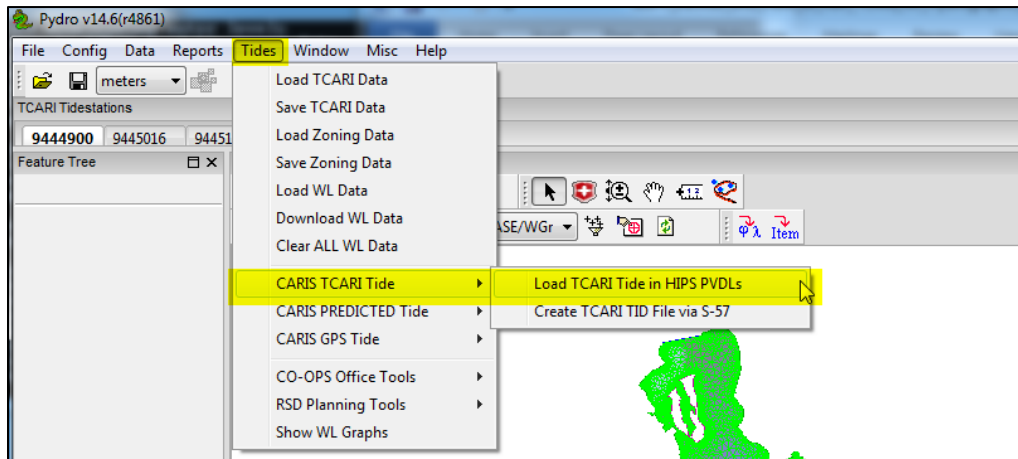 Pydro v14.6(r4861)
File Config Data Reports Tides Window Misc Help
meters
TCARI Tidestations
9444900 9445016 94451
Feature Tree
Load TCARI Data
Save TCARI Data
Load Zoning Data
Save Zoning Data
Load WL Data
Download WL Data
Clear ALL WL Data
CARIS TCARI Tide
CARIS PREDICTED Tide
CARIS GPS Tide
CO-OPS Office Tools
RSD Planning Tools
Show WL Graphs
Load TCARI Tide in HIPS PVDLs
Create TCARI TID File via S-57
1.2
ASE/WGr
φλ Item